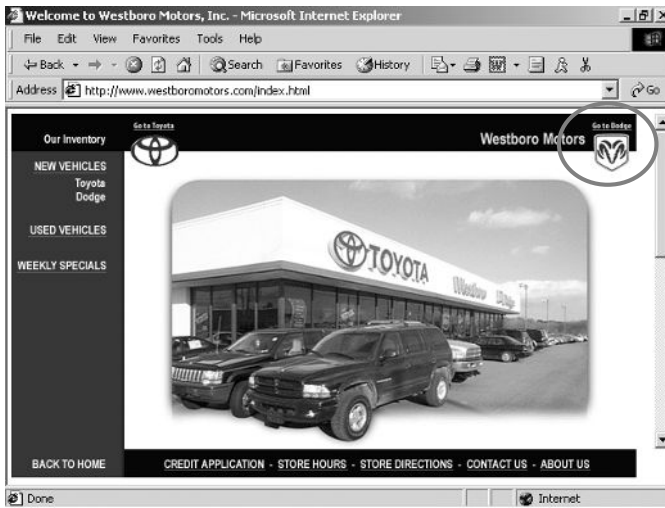 Welcome to Westboro Motors, Inc. - Microsoft Internet Explorer
File Edit View Favorites Tools Help
Back Search Favorites History
Address http://www.westboromotors.com/index.html Go
Our Inventory
Go to Toyota
Westboro Motors
Go to Dodge
NEW VEHICLES
Toyota
Dodge
USED VEHICLES
WEEKLY SPECIALS
TOYOTA
Westboro Dodge
BACK TO HOME
CREDIT APPLICATION - STORE HOURS - STORE DIRECTIONS - CONTACT US - ABOUT US
Done
Internet